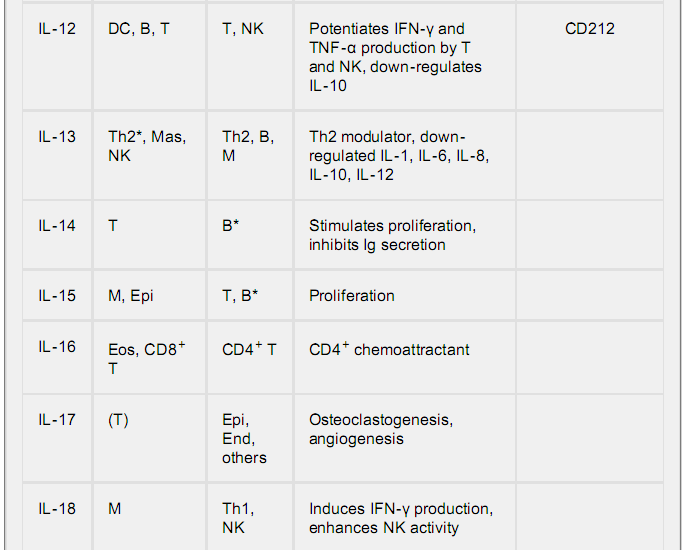 IL-12 DC, B, T T, NK Potentiates IFN-γ and CD212
TNF-α production by T
and NK, down-regulates
IL-10
IL-13 Th2*, Mas, Th2, B, Th2 modulator, down-
NK M regulated IL-1, IL-6, IL-8,
IL-10, IL-12
IL-14 T B* Stimulates proliferation,
inhibits Ig secretion
IL-15 M, Epi T, B* Proliferation
IL-16 Eos, CD8⁺ CD4⁺ T CD4⁺ chemoattractant
T
IL-17 (T) Epi, Osteoclastogenesis,
End, angiogenesis
others
IL-18 M Th1, Induces IFN-γ production,
NK enhances NK activity